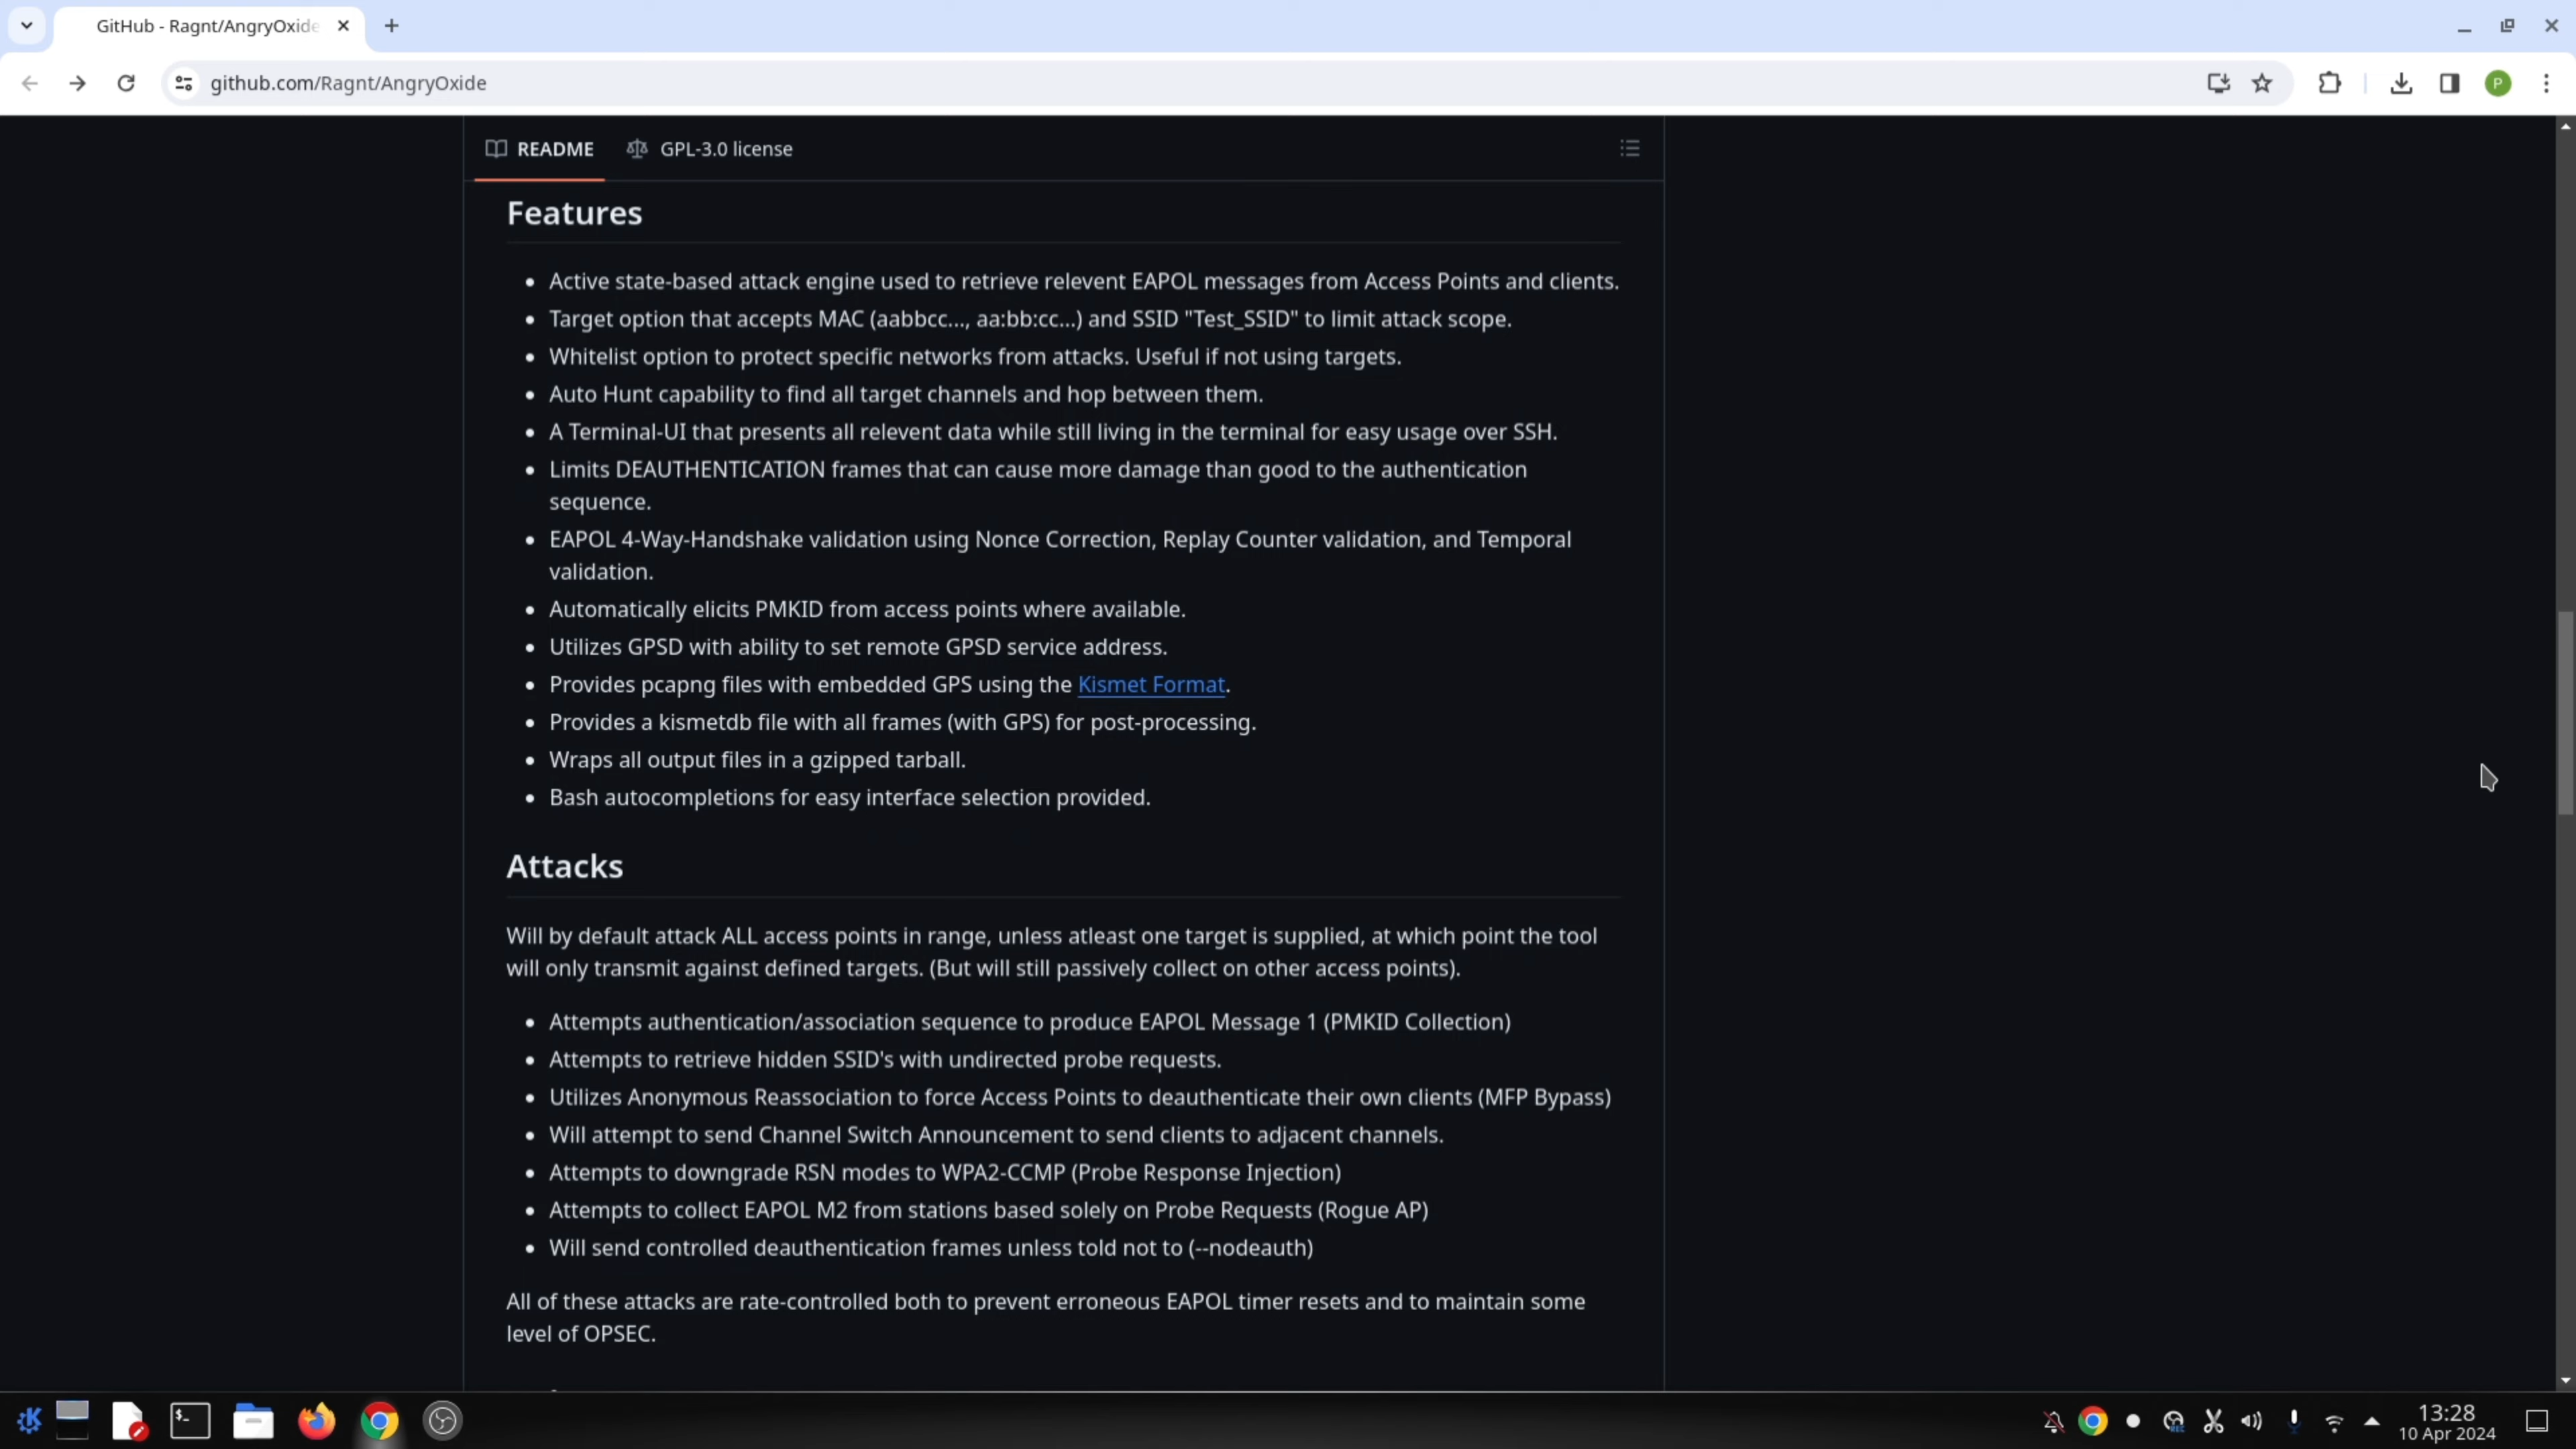 GitHub - Ragnt/AngryOxide
github.com/Ragnt/AngryOxide
P
README
GPL-3.0 license
Features
Active state-based attack engine used to retrieve relevent EAPOL messages from Access Points and clients.
Target option that accepts MAC (aabbcc..., aa:bb:cc...) and SSID "Test_SSID" to limit attack scope.
Whitelist option to protect specific networks from attacks. Useful if not using targets.
Auto Hunt capability to find all target channels and hop between them.
A Terminal-UI that presents all relevent data while still living in the terminal for easy usage over SSH.
Limits DEAUTHENTICATION frames that can cause more damage than good to the authentication
sequence.
EAPOL 4-Way-Handshake validation using Nonce Correction, Replay Counter validation, and Temporal
validation.
Automatically elicits PMKID from access points where available.
Utilizes GPSD with ability to set remote GPSD service address.
Provides pcapng files with embedded GPS using the Kismet Format.
Provides a kismetdb file with all frames (with GPS) for post-processing.
Wraps all output files in a gzipped tarball.
Bash autocompletions for easy interface selection provided.
Attacks
Will by default attack ALL access points in range, unless atleast one target is supplied, at which point the tool
will only transmit against defined targets. (But will still passively collect on other access points).
Attempts authentication/association sequence to produce EAPOL Message 1 (PMKID Collection)
Attempts to retrieve hidden SSID's with undirected probe requests.
Utilizes Anonymous Reassociation to force Access Points to deauthenticate their own clients (MFP Bypass)
Will attempt to send Channel Switch Announcement to send clients to adjacent channels.
Attempts to downgrade RSN modes to WPA2-CCMP (Probe Response Injection)
Attempts to collect EAPOL M2 from stations based solely on Probe Requests (Rogue AP)
Will send controlled deauthentication frames unless told not to (--nodeauth)
All of these attacks are rate-controlled both to prevent erroneous EAPOL timer resets and to maintain some
level of OPSEC.
13:28
10 Apr 2024